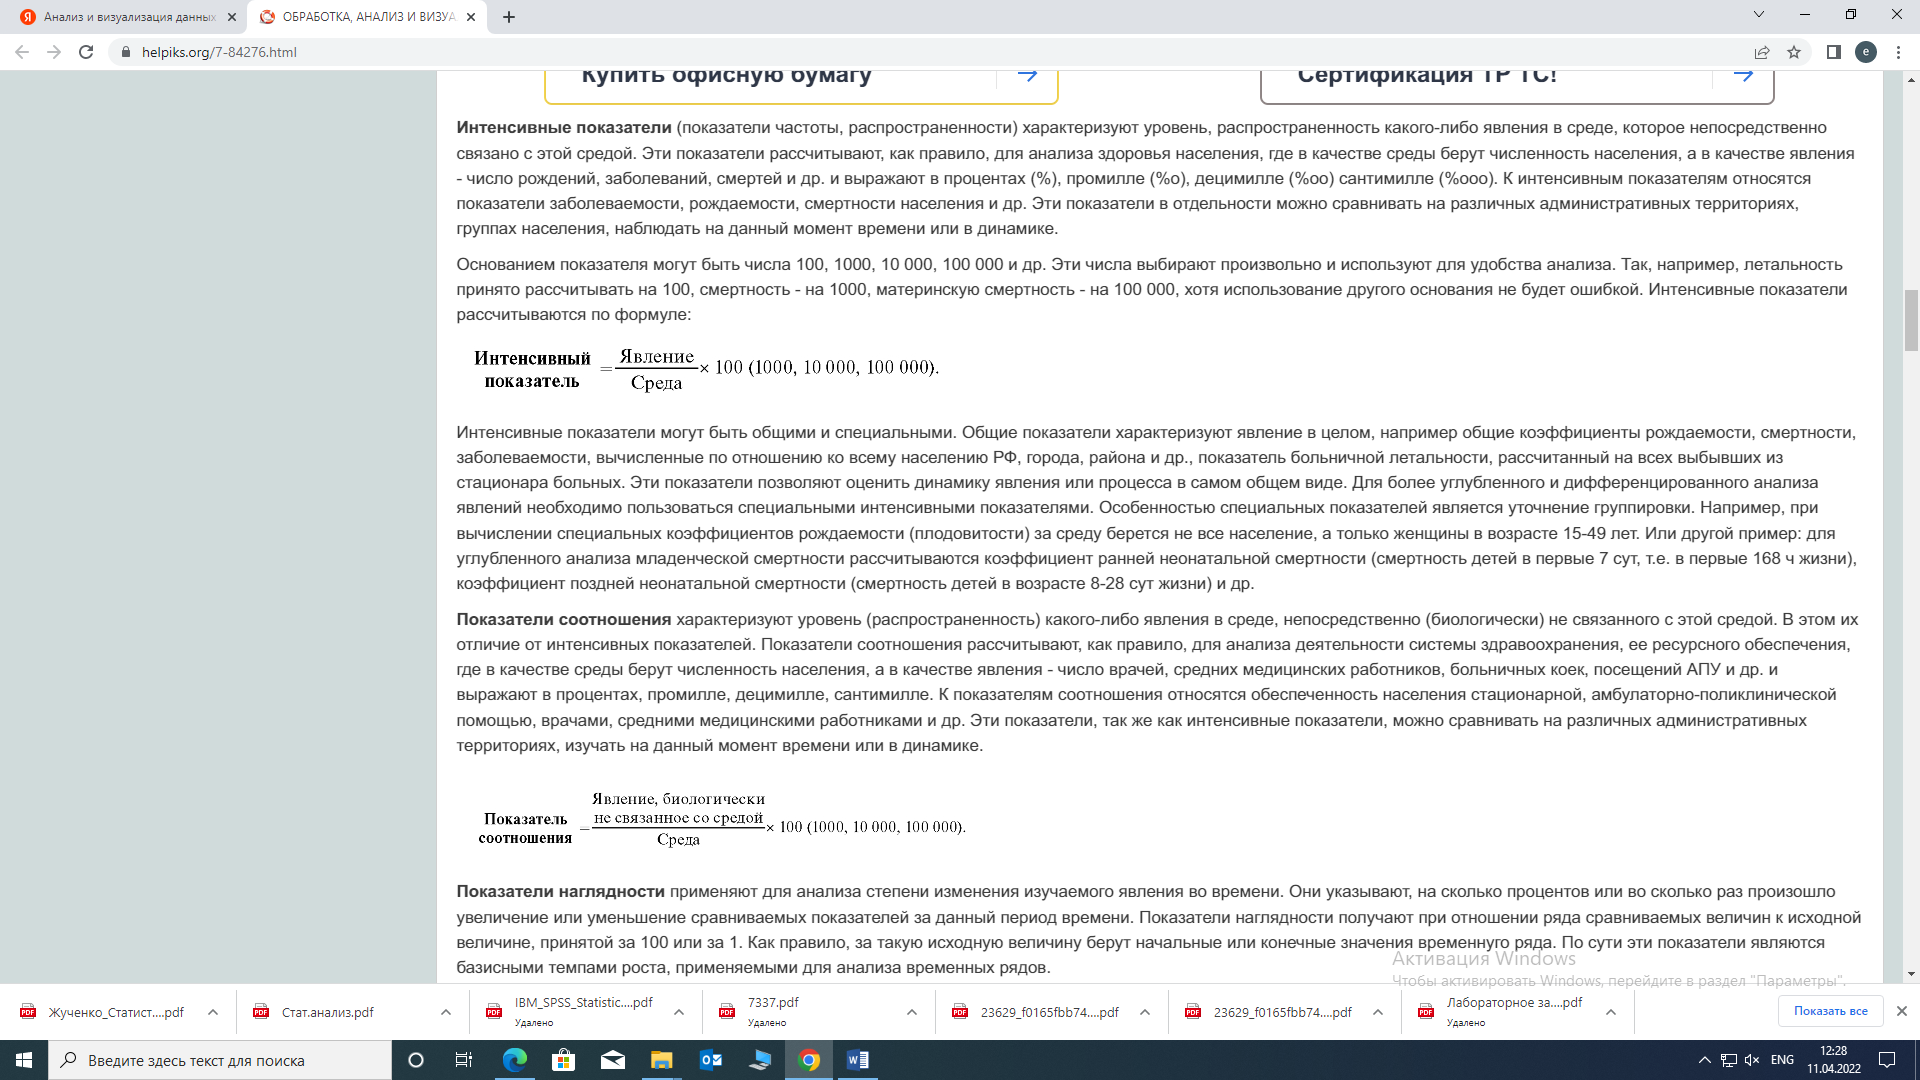 Анализ и визуализация данных
ОБРАБОТКА, АНАЛИЗ И ВИЗУА
helpiks.org/7-84276.html
e
Купить офисную бумагу
Сертификация ТР ТС!
Интенсивные показатели (показатели частоты, распространенности) характеризуют уровень, распространенность какого-либо явления в среде, которое непосредственно
связано с этой средой. Эти показатели рассчитывают, как правило, для анализа здоровья населения, где в качестве среды берут численность населения, а в качестве явления
- число рождений, заболеваний, смертей и др. и выражают в процентах (%), промилле (%о), децимилле (%оо) сантимилле (%ооо). К интенсивным показателям относятся
показатели заболеваемости, рождаемости, смертности населения и др. Эти показатели в отдельности можно сравнивать на различных административных территориях,
группах населения, наблюдать на данный момент времени или в динамике.
Основанием показателя могут быть числа 100, 1000, 10 000, 100 000 и др. Эти числа выбирают произвольно и используют для удобства анализа. Так, например, летальность
принято рассчитывать на 100, смертность - на 1000, материнскую смертность - на 100 000, хотя использование другого основания не будет ошибкой. Интенсивные показатели
рассчитываются по формуле:
Интенсивный показатель = Явление / Среда × 100 (1000, 10 000, 100 000).
Интенсивные показатели могут быть общими и специальными. Общие показатели характеризуют явление в целом, например общие коэффициенты рождаемости, смертности,
заболеваемости, вычисленные по отношению ко всему населению РФ, города, района и др., показатель больничной летальности, рассчитанный на всех выбывших из
стационара больных. Эти показатели позволяют оценить динамику явления или процесса в самом общем виде. Для более углубленного и дифференцированного анализа
явлений необходимо пользоваться специальными интенсивными показателями. Особенностью специальных показателей является уточнение группировки. Например, при
вычислении специальных коэффициентов рождаемости (плодовитости) за среду берется не все население, а только женщины в возрасте 15-49 лет. Или другой пример: для
углубленного анализа младенческой смертности рассчитываются коэффициент ранней неонатальной смертности (смертность детей в первые 7 сут, т.е. в первые 168 ч жизни),
коэффициент поздней неонатальной смертности (смертность детей в возрасте 8-28 сут жизни) и др.
Показатели соотношения характеризуют уровень (распространенность) какого-либо явления в среде, непосредственно (биологически) не связанного с этой средой. В этом их
отличие от интенсивных показателей. Показатели соотношения рассчитывают, как правило, для анализа деятельности системы здравоохранения, ее ресурсного обеспечения,
где в качестве среды берут численность населения, а в качестве явления - число врачей, средних медицинских работников, больничных коек, посещений АПУ и др. и
выражают в процентах, промилле, децимилле, сантимилле. К показателям соотношения относятся обеспеченность населения стационарной, амбулаторно-поликлинической
помощью, врачами, средними медицинскими работниками и др. Эти показатели, так же как интенсивные показатели, можно сравнивать на различных административных
территориях, изучать на данный момент времени или в динамике.
Показатель соотношения = Явление, биологически не связанное со средой / Среда × 100 (1000, 10 000, 100 000).
Показатели наглядности применяют для анализа степени изменения изучаемого явления во времени. Они указывают, на сколько процентов или во сколько раз произошло
увеличение или уменьшение сравниваемых показателей за данный период времени. Показатели наглядности получают при отношении ряда сравниваемых величин к исходной
величине, принятой за 100 или за 1. Как правило, за такую исходную величину берут начальные или конечные значения временнуго ряда. По сути эти показатели являются
базисными темпами роста, применяемыми для анализа временных рядов.
Активация Windows
Чтобы активировать Windows, перейдите в раздел "Параметры".
Жученко_Статист....pdf
Стат.анализ.pdf
IBM_SPSS_Statistic....pdf
Удалено
7337.pdf
Удалено
23629_f0165fbb74....pdf
23629_f0165fbb74....pdf
Лабораторное за....pdf
Удалено
Показать все
Введите здесь текст для поиска
ENG
12:28
11.04.2022